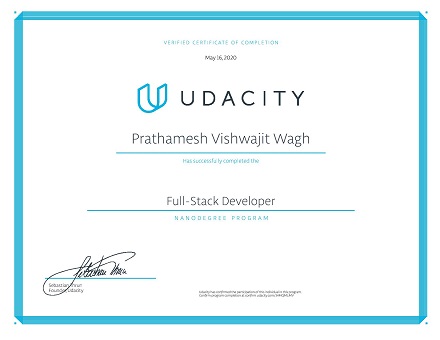 VERIFIED CERTIFICATE OF COMPLETION
May 16, 2020
UDACITY
Prathamesh Vishwajit Wagh
Has successfully completed the
Full-Stack Developer
NANODEGREE PROGRAM
Sebastian Thrun
Founder, Udacity
Udacity has confirmed the participation of this individual in this program.
Confirm program completion at confirm.udacity.com/